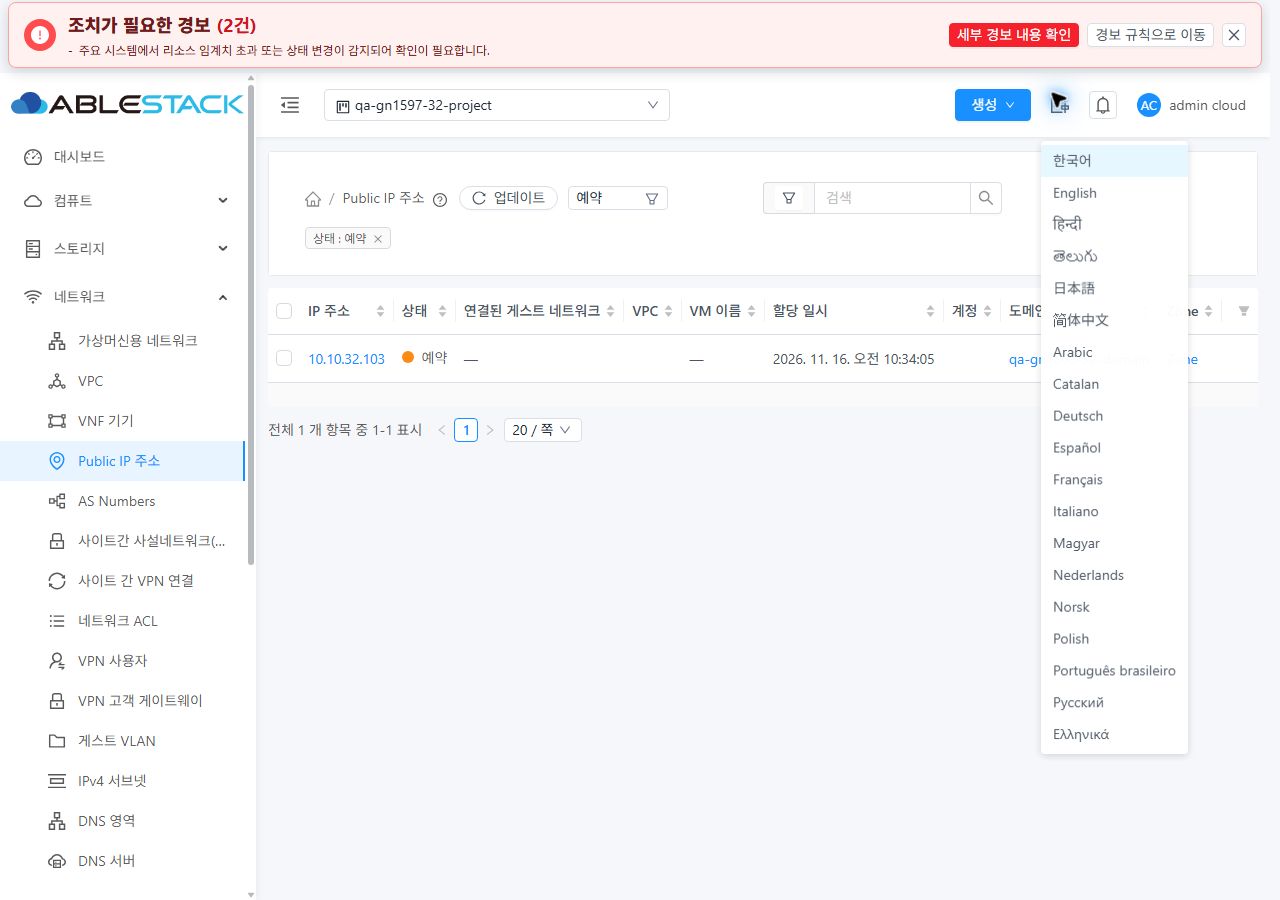 조치가 필요한 경보 (2건)
- 주요 시스템에서 리소스 임계치 초과 또는 상태 변경이 감지되어 확인이 필요합니다.
세부 경보 내용 확인
경보 규칙으로 이동
ABLESTACK
qa-gn1597-32-project
생성
AC
admin cloud
대시보드
컴퓨트
스토리지
네트워크
가상머신용 네트워크
VPC
VNF 기기
Public IP 주소
AS Numbers
사이트간 사설네트워크(...
사이트 간 VPN 연결
네트워크 ACL
VPN 사용자
VPN 고객 게이트웨이
게스트 VLAN
IPv4 서브넷
DNS 영역
DNS 서버
/ Public IP 주소
업데이트
예약
검색
상태 : 예약
IP 주소 상태 연결된 게스트 네트워크 VPC VM 이름 할당 일시 계정
10.10.32.103 예약 — — 2026. 11. 16. 오전 10:34:05
전체 1 개 항목 중 1-1 표시
1
20 / 쪽
한국어
English
हिन्दी
తెలుగు
日本語
简体中文
Arabic
Catalan
Deutsch
Español
Français
Italiano
Magyar
Nederlands
Norsk
Polish
Português brasileiro
Русский
Ελληνικά